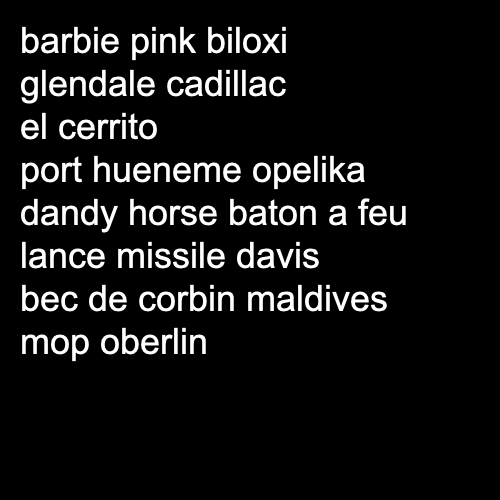 barbie pink biloxi
glendale cadillac
el cerrito
port hueneme opelika
dandy horse baton a feu
lance missile davis
bec de corbin maldives
mop oberlin